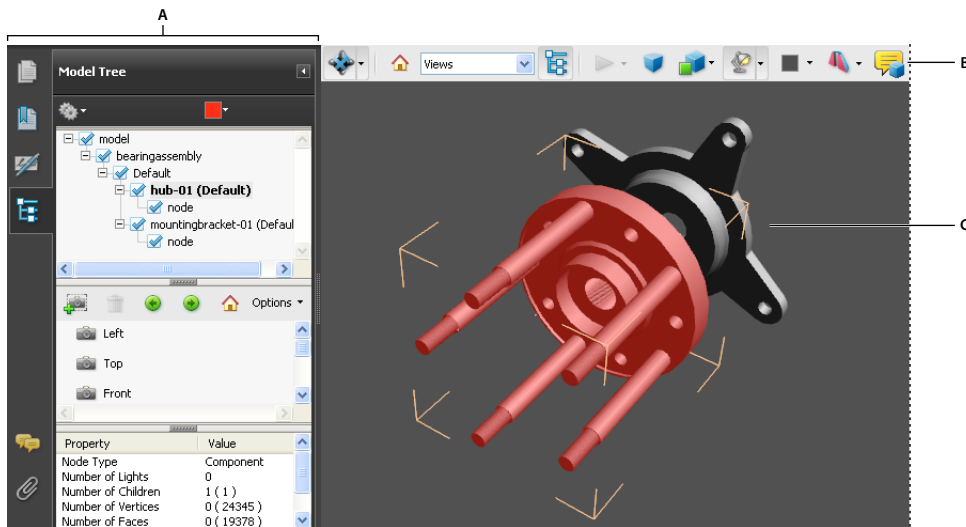 A
Model Tree
Views
B
model
bearingassembly
Default
hub-01 (Default)
node
mountingbracket-01 (Defaul
node
C
Options
Left
Top
Front
Property Value
Node Type Component
Number of Lights 0
Number of Children 1 ( 1 )
Number of Vertices 0 ( 24345 )
Number of Faces 0 ( 19378 )